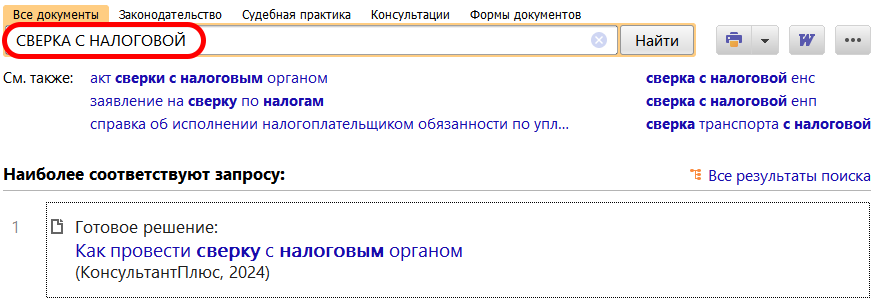 Все документы Законодательство Судебная практика Консультации Формы документов
СВЕРКА С НАЛОГОВОЙ Найти W
См. также: акт сверки с налоговым органом сверка с налоговой енс
заявление на сверку по налогам сверка с налоговой енп
справка об исполнении налогоплательщиком обязанности по упл... сверка транспорта с налоговой
Наиболее соответствуют запросу: Все результаты поиска
1 Готовое решение:
Как провести сверку с налоговым органом
(КонсультантПлюс, 2024)